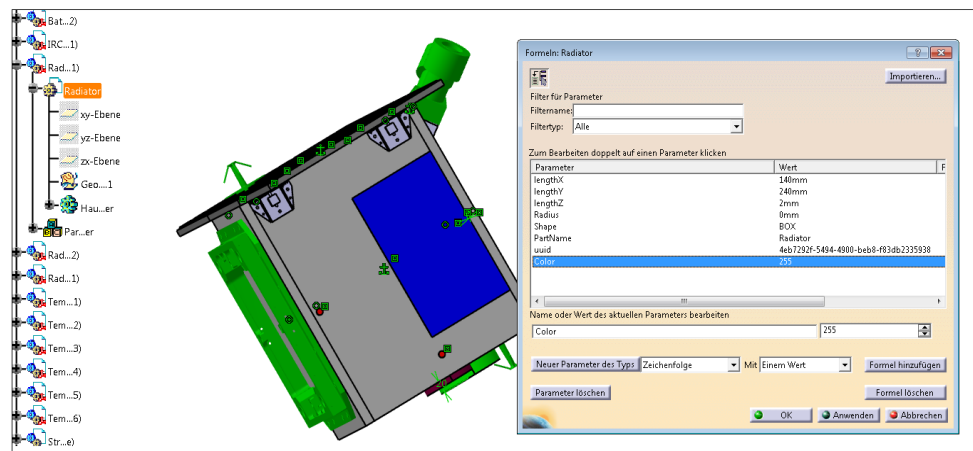 Bat...2)
IRC...1)
Rad...1)
Radiator
xy-Ebene
yz-Ebene
zx-Ebene
Geo....1
Hau...er
Par...er
Rad...2)
Rad...1)
Tem...1)
Tem...2)
Tem...3)
Tem...4)
Tem...5)
Tem...6)
Str...e)
Formeln: Radiator
Importieren...
Filter für Parameter
Filtername:
Filtertyp: Alle
Zum Bearbeiten doppelt auf einen Parameter klicken
Parameter Wert F
lengthX 140mm
lengthY 240mm
lengthZ 2mm
Radius 0mm
Shape BOX
PartName Radiator
uuid 4eb7292f-5494-4900-beb8-f83db2335938
Color 255
Name oder Wert des aktuellen Parameters bearbeiten
Color 255
Neuer Parameter des Typs Zeichenfolge Mit Einem Wert Formel hinzufügen
Parameter löschen Formel löschen
OK Anwenden Abbrechen